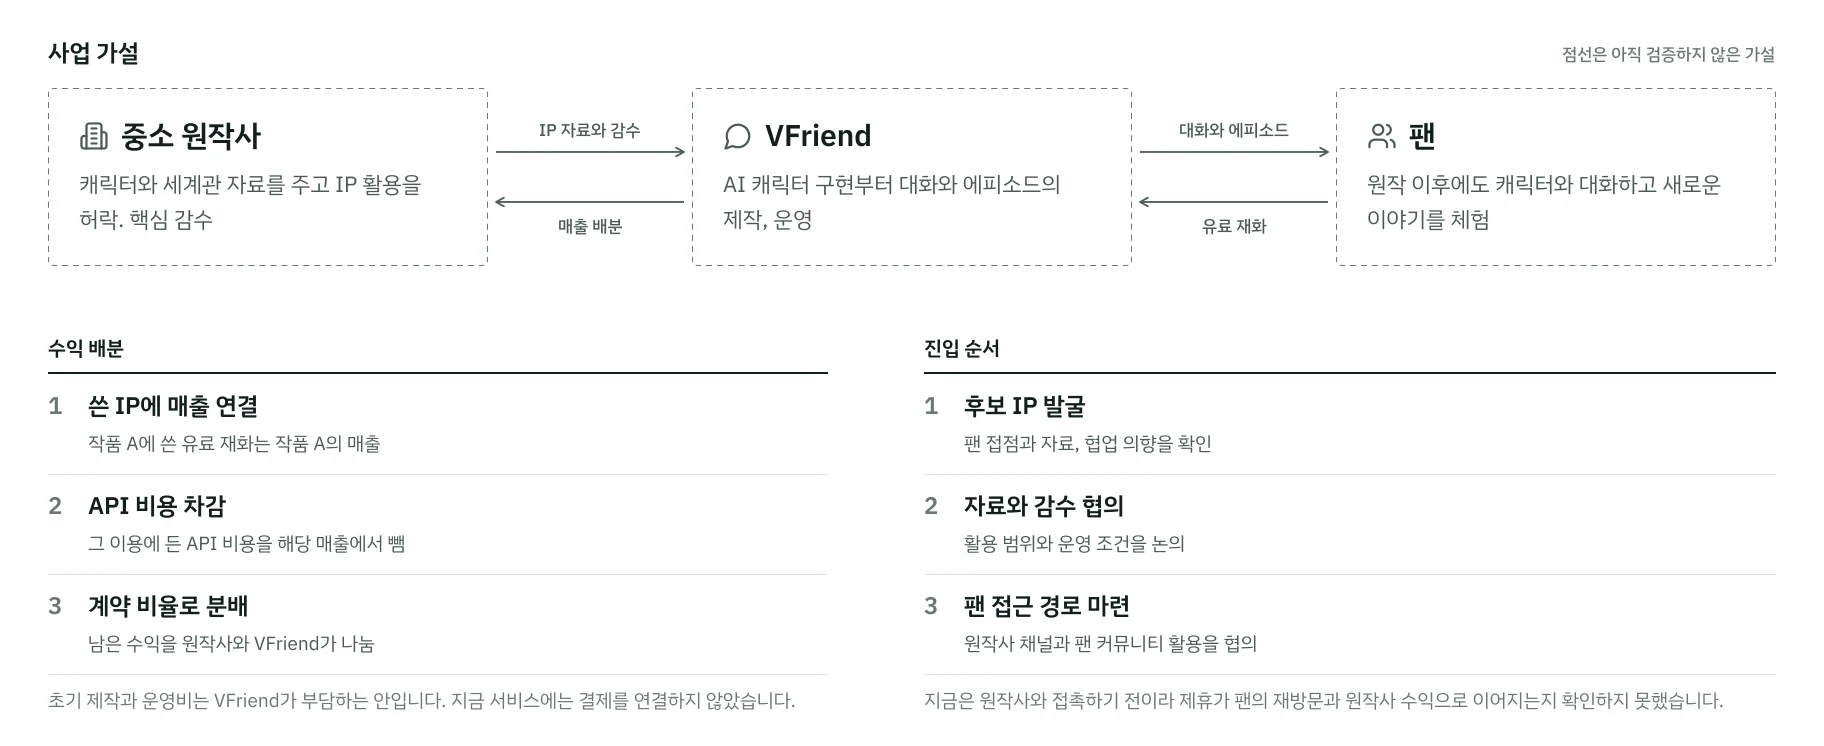 사업 가설
점선은 아직 검증하지 않은 가설
중소 원작사
캐릭터와 세계관 자료를 주고 IP 활용을
허락. 핵심 감수
IP 자료와 감수
매출 배분
VFriend
AI 캐릭터 구현부터 대화와 에피소드의
제작, 운영
대화와 에피소드
유료 재화
팬
원작 이후에도 캐릭터와 대화하고 새로운
이야기를 체험
수익 배분
1 쓴 IP에 매출 연결
작품 A에 쓴 유료 재화는 작품 A의 매출
2 API 비용 차감
그 이용에 든 API 비용을 해당 매출에서 뺌
3 계약 비율로 분배
남은 수익을 원작사와 VFriend가 나눔
초기 제작과 운영비는 VFriend가 부담하는 안입니다. 지금 서비스에는 결제를 연결하지 않았습니다.
진입 순서
1 후보 IP 발굴
팬 접점과 자료, 협업 의향을 확인
2 자료와 감수 협의
활용 범위와 운영 조건을 논의
3 팬 접근 경로 마련
원작사 채널과 팬 커뮤니티 활용을 협의
지금은 원작사와 접촉하기 전이라 제휴가 팬의 재방문과 원작사 수익으로 이어지는지 확인하지 못했습니다.